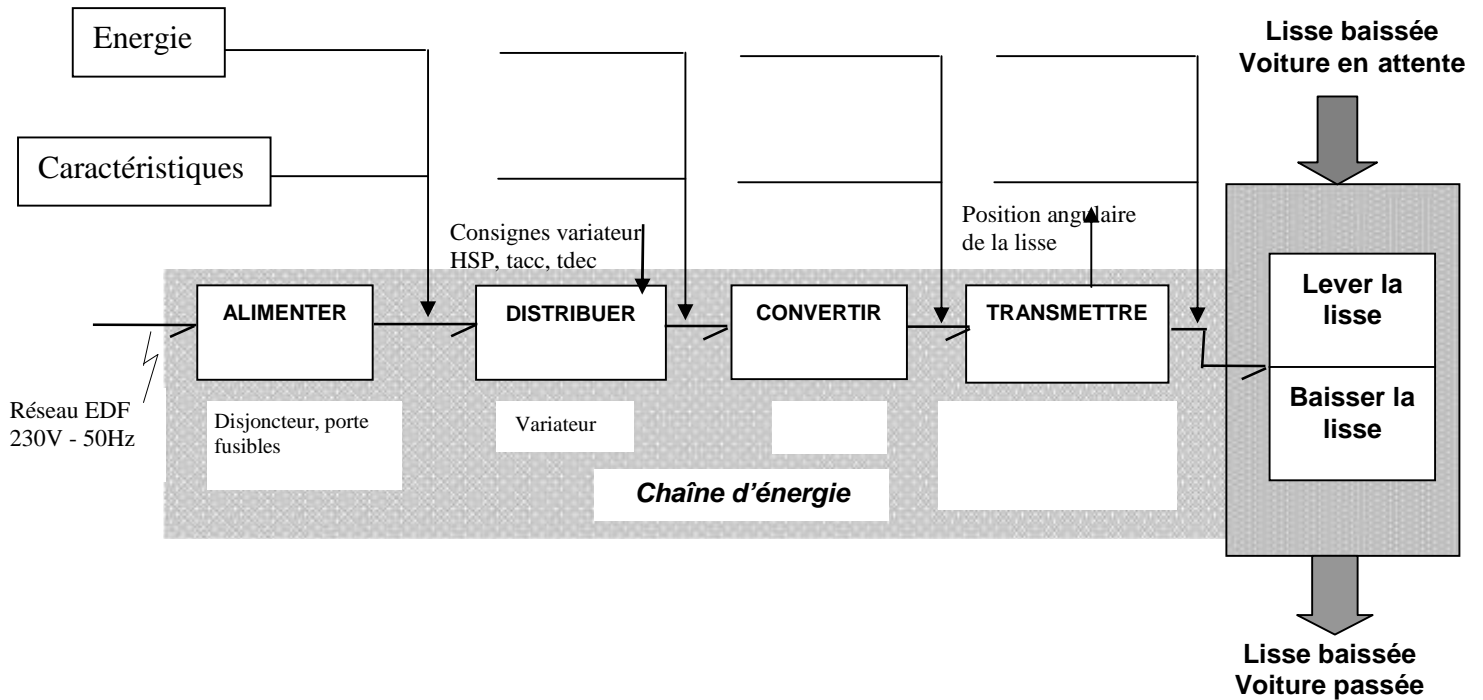 Energie
Caractéristiques
Lisse baissée
Voiture en attente
Consignes variateur
HSP, tacc, tdec
Position angulaire
de la lisse
ALIMENTER
DISTRIBUER
CONVERTIR
TRANSMETTRE
Lever la
lisse
Baisser la
lisse
Réseau EDF
230V - 50Hz
Disjoncteur, porte
fusibles
Variateur
Chaîne d'énergie
Lisse baissée
Voiture passée